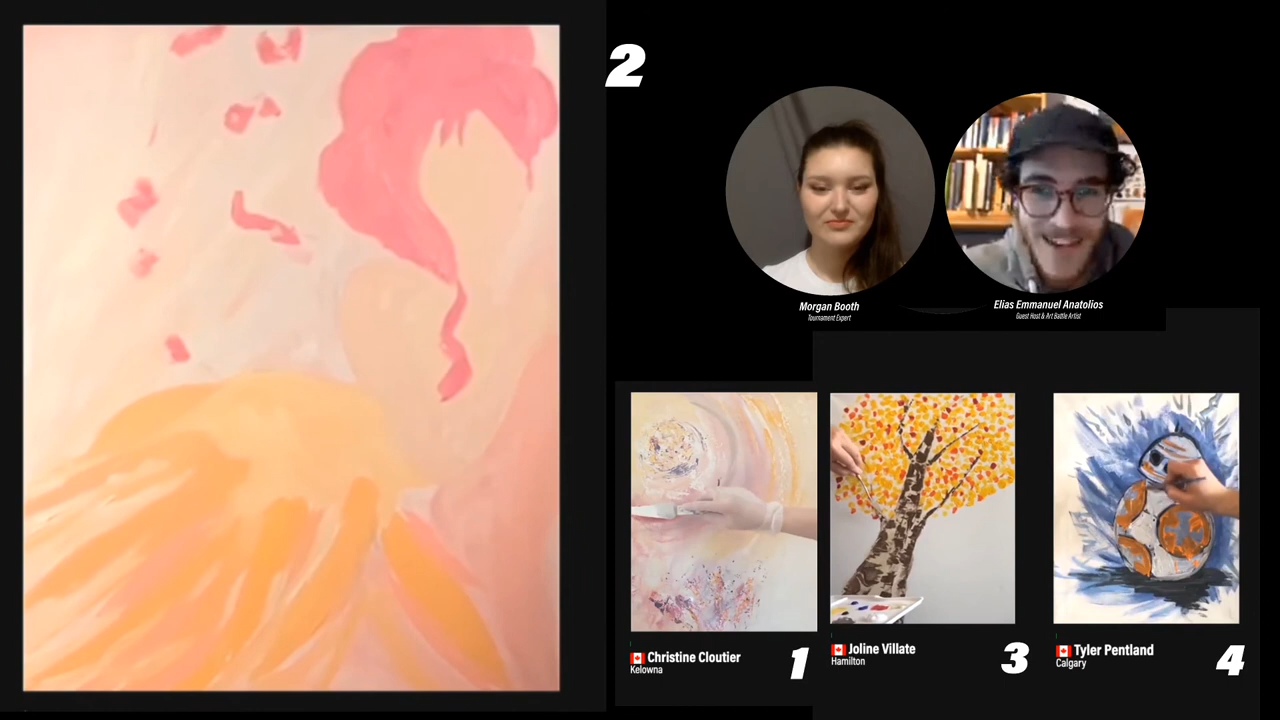 2
Morgan Booth
Tournament Expert
Elias Emmanuel Anatolios
Guest Host & Art Battle Artist
Christine Cloutier
Kelowna
1
Joline Villate
Hamilton
3
Tyler Pentland
Calgary
4